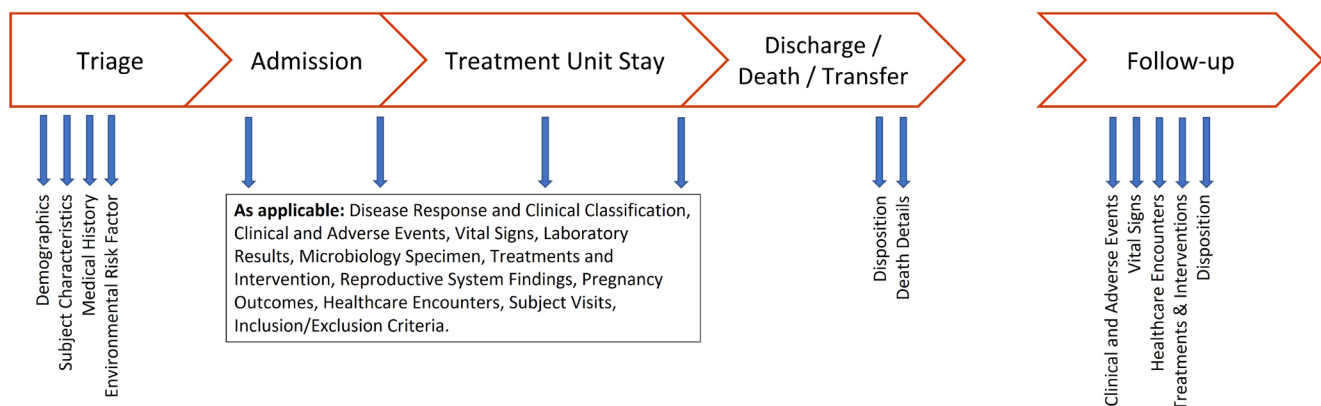 Triage
Admission
Treatment Unit Stay
Discharge /
Death / Transfer
Follow-up
Demographics
Subject Characteristics
Medical History
Environmental Risk Factor
As applicable: Disease Response and Clinical Classification,
Clinical and Adverse Events, Vital Signs, Laboratory
Results, Microbiology Specimen, Treatments and
Intervention, Reproductive System Findings, Pregnancy
Outcomes, Healthcare Encounters, Subject Visits,
Inclusion/Exclusion Criteria.
Disposition
Death Details
Clinical and Adverse Events
Vital Signs
Healthcare Encounters
Treatments & Interventions
Disposition